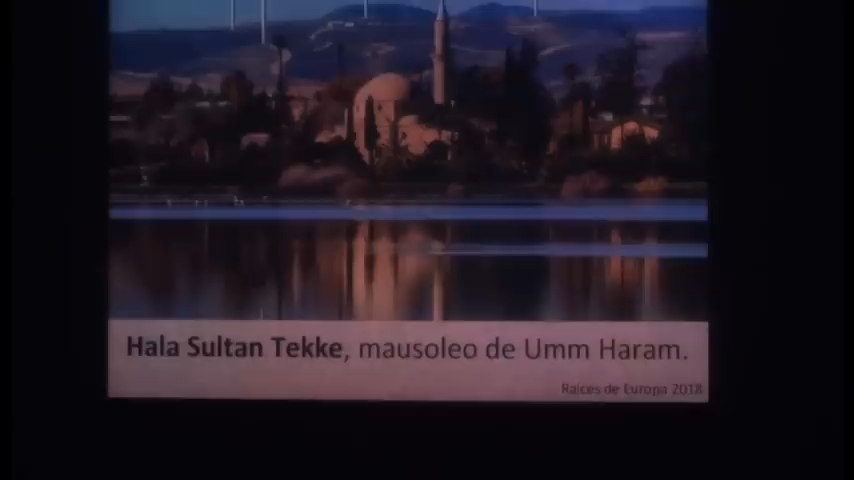 Hala Sultan Tekke, mausoleo de Umm Haram.
Raíces de Europa 2018